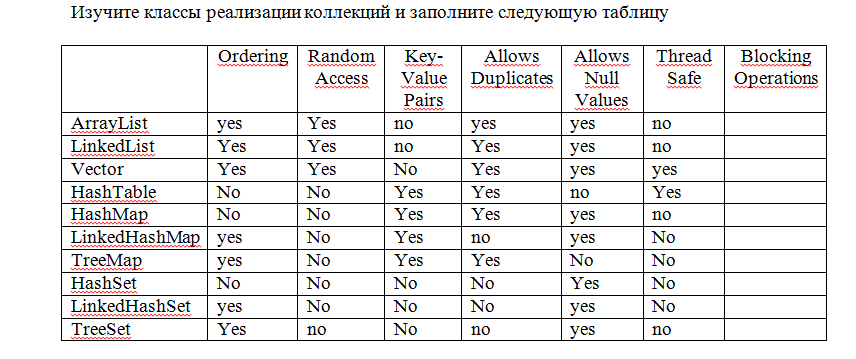 Изучите классы реализации коллекций и заполните следующую таблицу
Ordering Random Access Key-Value Pairs Allows Duplicates Allows Null Values Thread Safe Blocking Operations
ArrayList yes Yes no yes yes no
LinkedList Yes Yes no Yes yes no
Vector Yes Yes No Yes yes yes
HashTable No No Yes Yes no Yes
HashMap No No Yes Yes yes no
LinkedHashMap yes No Yes no yes No
TreeMap yes No Yes Yes No No
HashSet No No No No Yes No
LinkedHashSet yes No No No yes No
TreeSet Yes no No no yes no